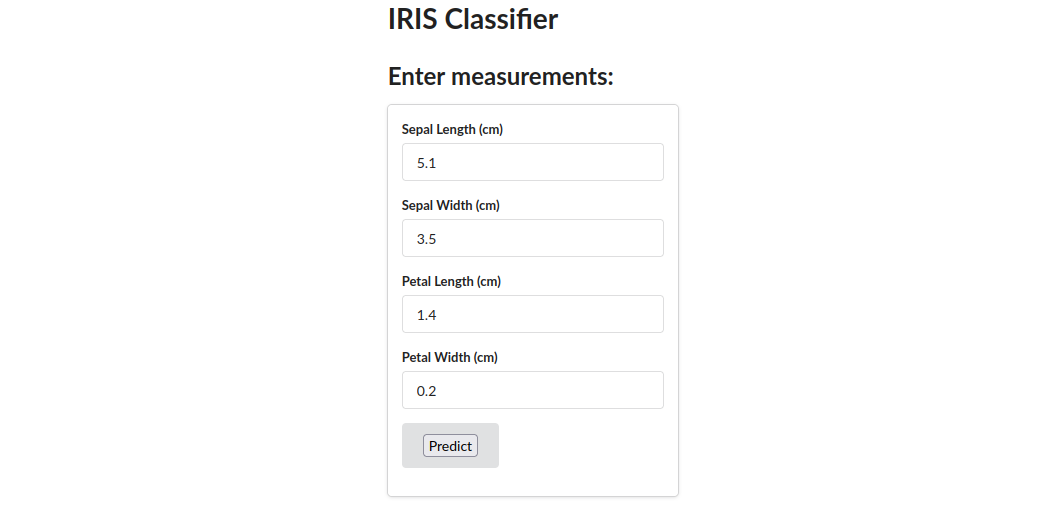 IRIS Classifier
Enter measurements:
Sepal Length (cm)
5.1
Sepal Width (cm)
3.5
Petal Length (cm)
1.4
Petal Width (cm)
0.2
Predict